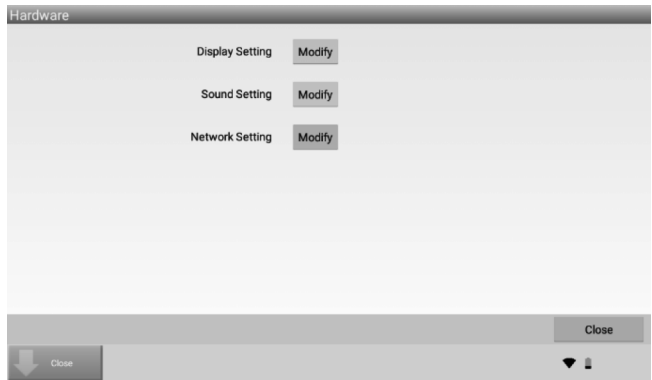 Hardware
Display Setting Modify
Sound Setting Modify
Network Setting Modify
Close
Close